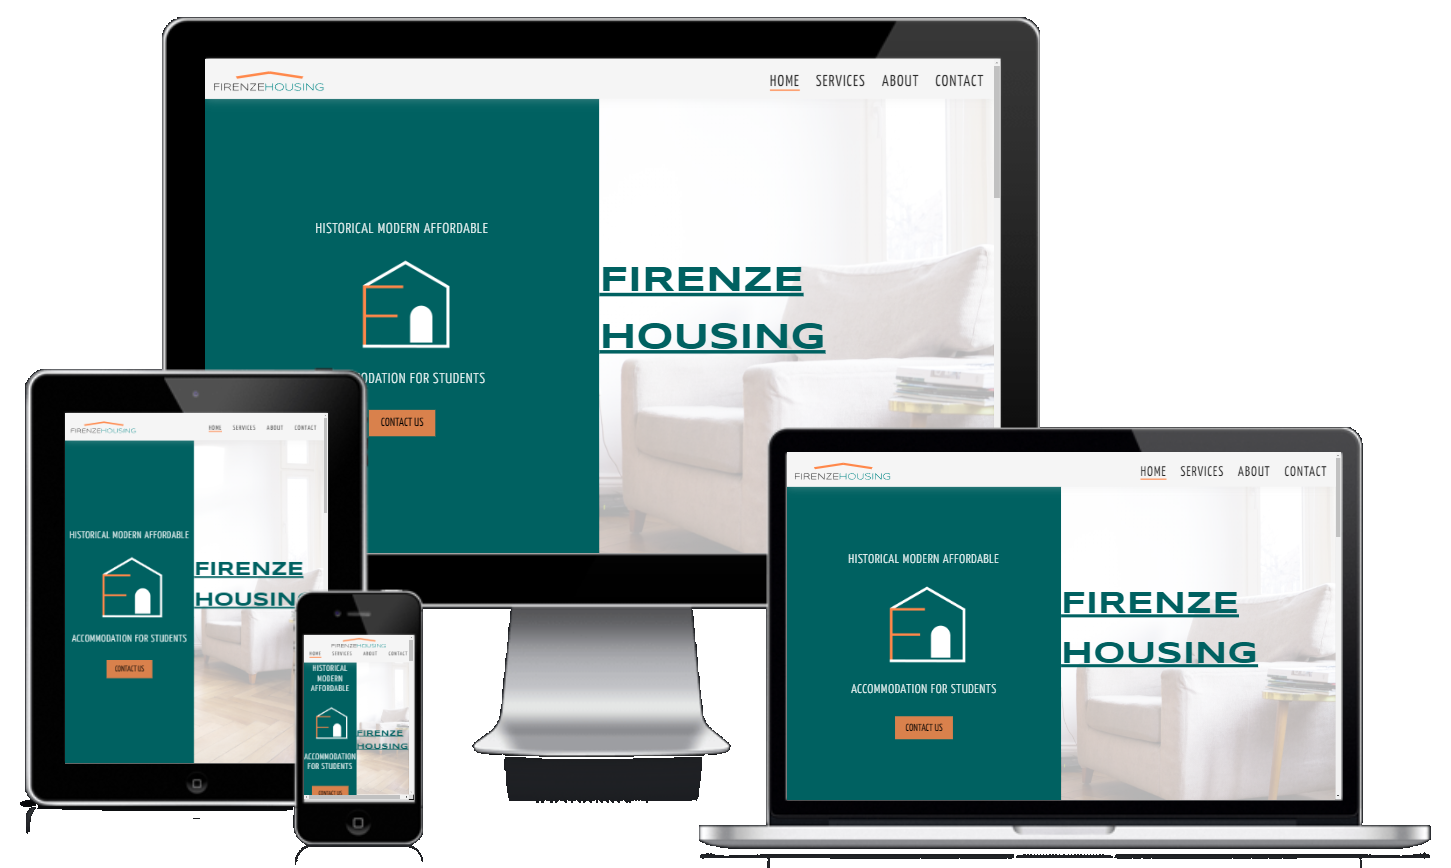 FIRENZEHOUSING
HOME SERVICES ABOUT CONTACT
HISTORICAL MODERN AFFORDABLE
FIRENZE
HOUSING
ODATION FOR STUDENTS
CONTACT US
FIRENZEHOUSING
HOME SERVICES ABOUT CONTACT
HISTORICAL MODERN AFFORDABLE
FIRENZE
HOUSING
ACCOMMODATION FOR STUDENTS
CONTACT US
FIRENZEHOUSING
HOME SERVICES ABOUT CONTACT
HISTORICAL
MODERN
AFFORDABLE
FIRENZE
HOUSING
ACCOMMODATION
FOR STUDENTS
CONTACT US
FIRENZEHOUSING
HOME SERVICES ABOUT CONTACT
HISTORICAL MODERN AFFORDABLE
FIRENZE
HOUSING
ACCOMMODATION FOR STUDENTS
CONTACT US